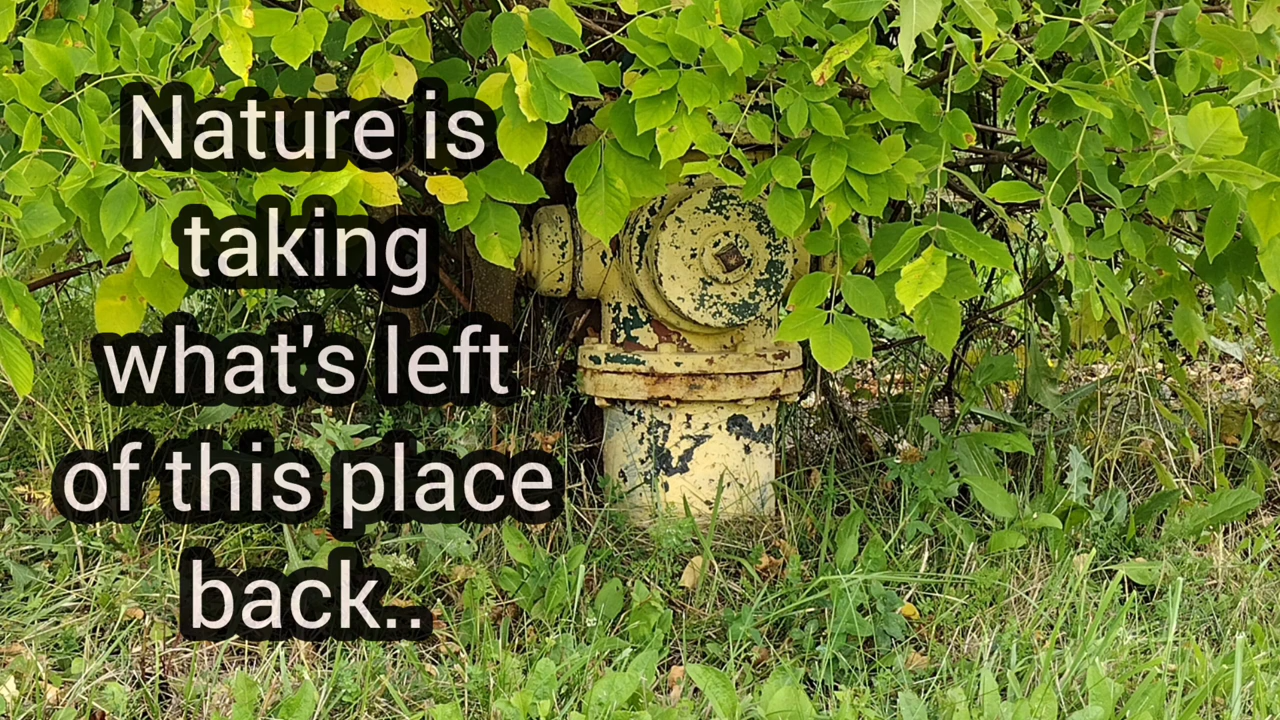 Nature is
taking
what's left
of this place
back..